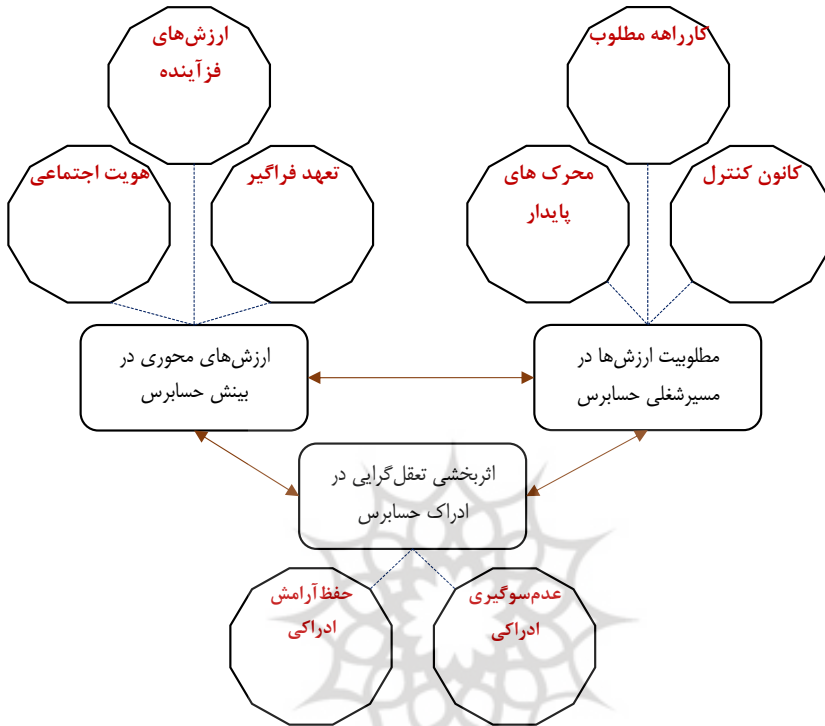 کارراهه مطلوب
ارزش‌های
فزآینده
کانون کنترل
محرک های
پایدار
تعهد فراگیر
هویت اجتماعی
مطلوبیت ارزش‌ها در
مسیرشغلی حسابرس
ارزش‌های محوری در
بینش حسابرس
اثربخشی تعقل‌گرایی در
ادراک حسابرس
عدم‌سوگیری
ادراکی
حفظ‌آرامش
ادراکی